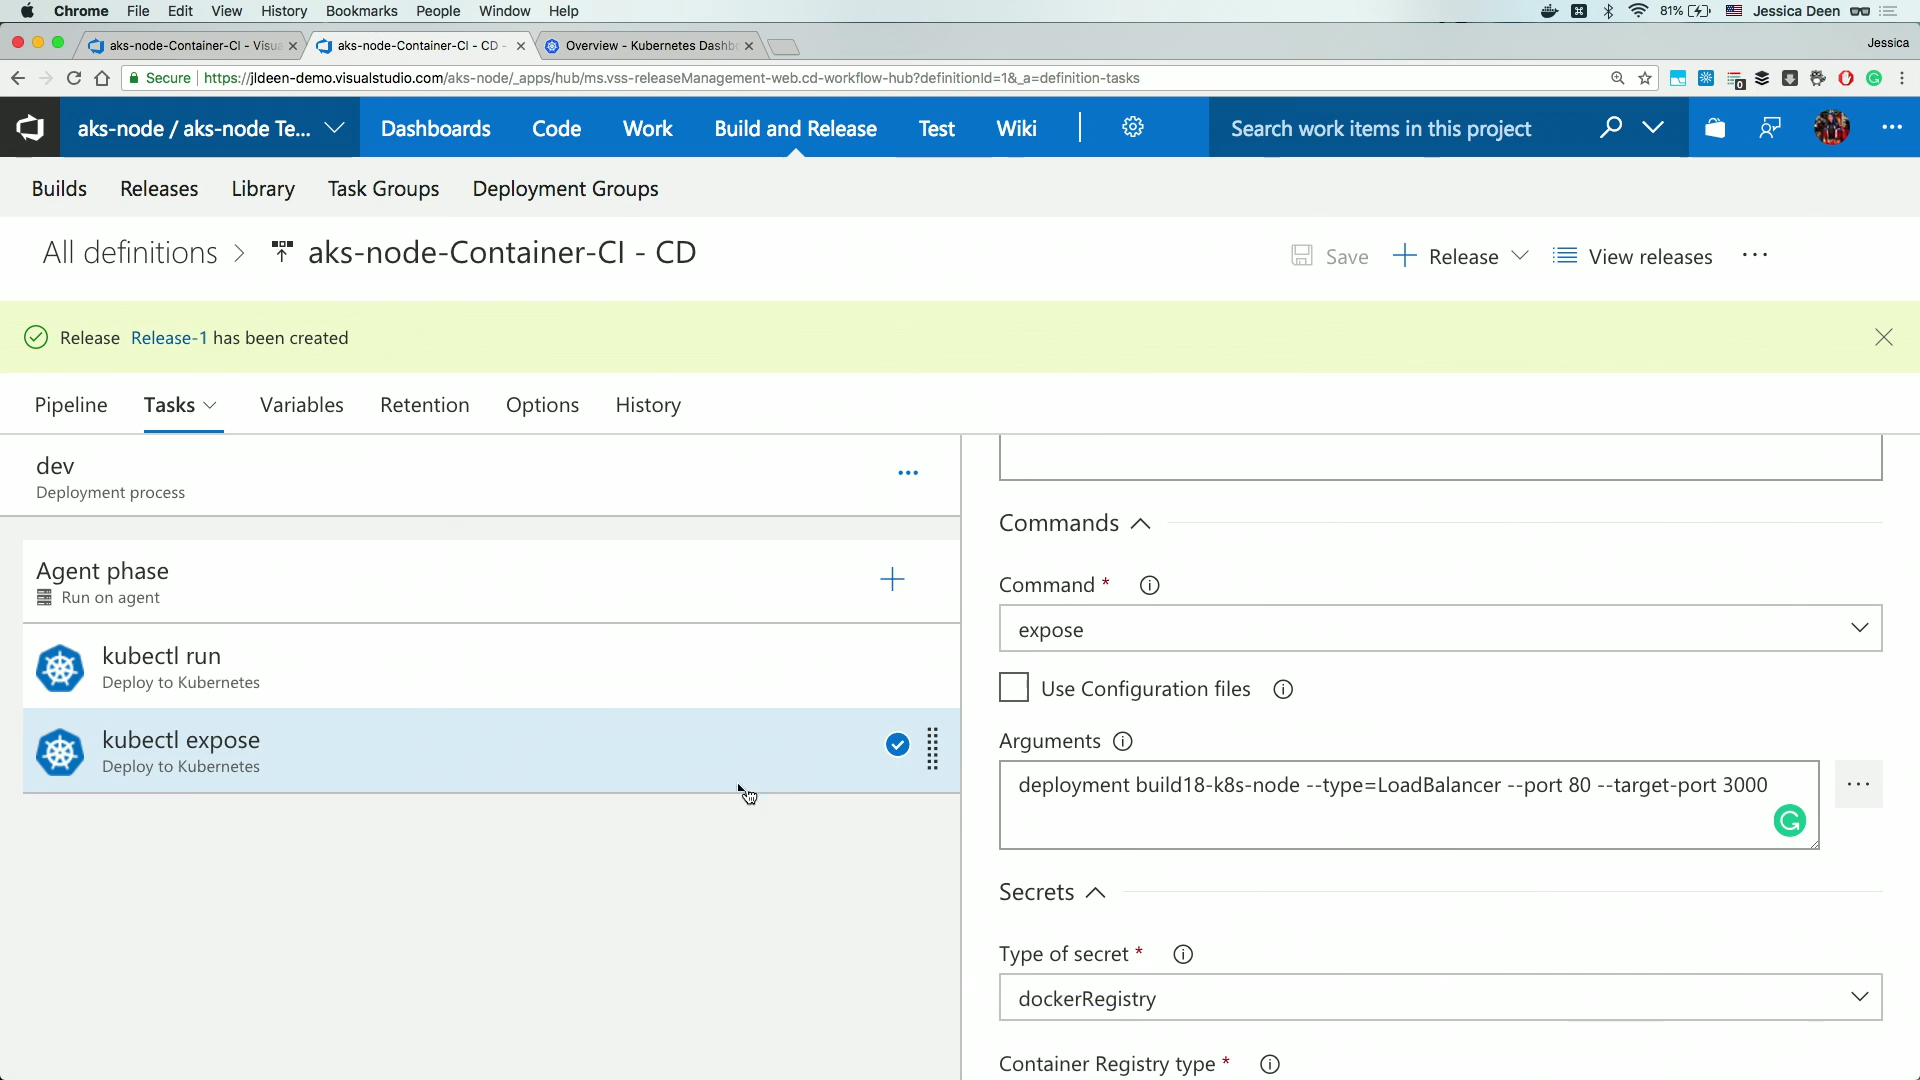 Chrome File Edit View History Bookmarks People Window Help 81% Jessica Deen
aks-node-Container-CI - Visua aks-node-Container-CI - CD - Overview - Kubernetes Dashbo Jessica
Secure https://jldeen-demo.visualstudio.com/aks-node/_apps/hub/ms.vss-releaseManagement-web.cd-workflow-hub?definitionId=1&_a=definition-tasks
aks-node / aks-node Te... Dashboards Code Work Build and Release Test Wiki Search work items in this project
Builds Releases Library Task Groups Deployment Groups
All definitions > aks-node-Container-CI - CD Save + Release View releases ...
Release Release-1 has been created
Pipeline Tasks Variables Retention Options History
dev
Deployment process
Agent phase
Run on agent
kubectl run
Deploy to Kubernetes
kubectl expose
Deploy to Kubernetes
Commands
Command *
expose
Use Configuration files
Arguments
deployment build18-k8s-node --type=LoadBalancer --port 80 --target-port 3000
Secrets
Type of secret *
dockerRegistry
Container Registry type *